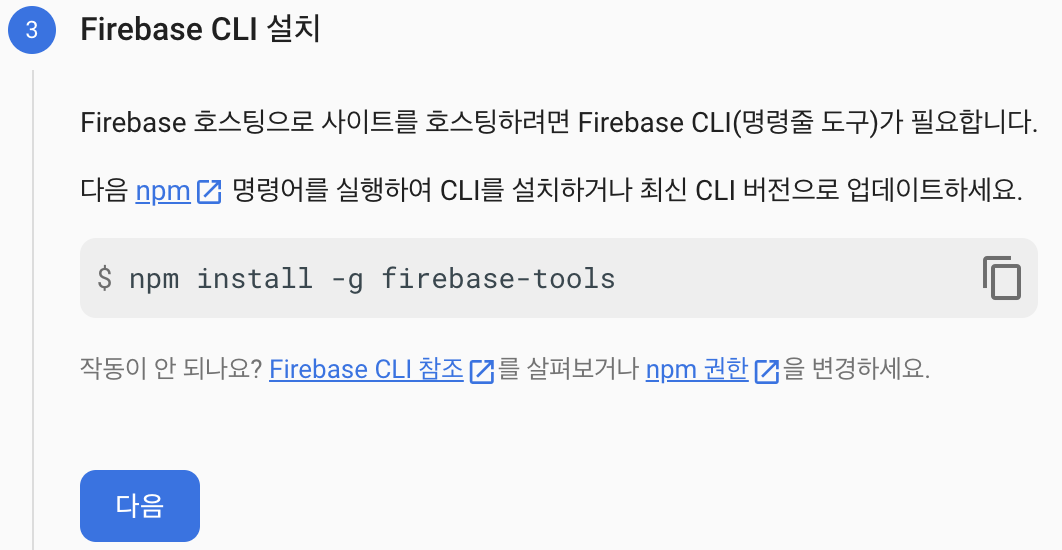 3 Firebase CLI 설치
Firebase 호스팅으로 사이트를 호스팅하려면 Firebase CLI(명령줄 도구)가 필요합니다.
다음 npm 명령어를 실행하여 CLI를 설치하거나 최신 CLI 버전으로 업데이트하세요.
$ npm install -g firebase-tools
작동이 안 되나요? Firebase CLI 참조를 살펴보거나 npm 권한을 변경하세요.
다음